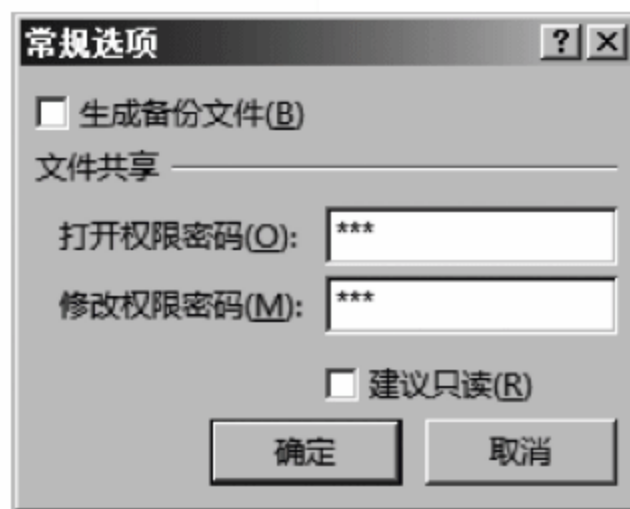 常规选项
生成备份文件(B)
文件共享
打开权限密码(O): ***
修改权限密码(M): ***
建议只读(R)
确定 取消